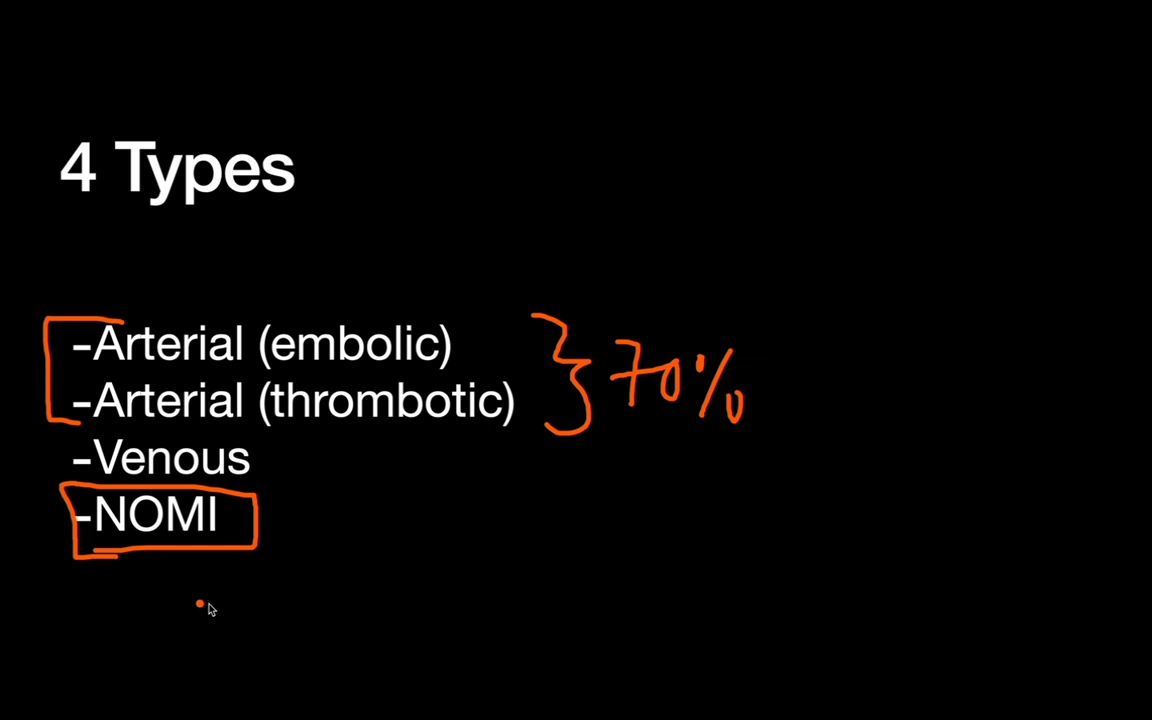 4 Types
-Arterial (embolic)
-Arterial (thrombotic)
70%
-Venous
-NOMI